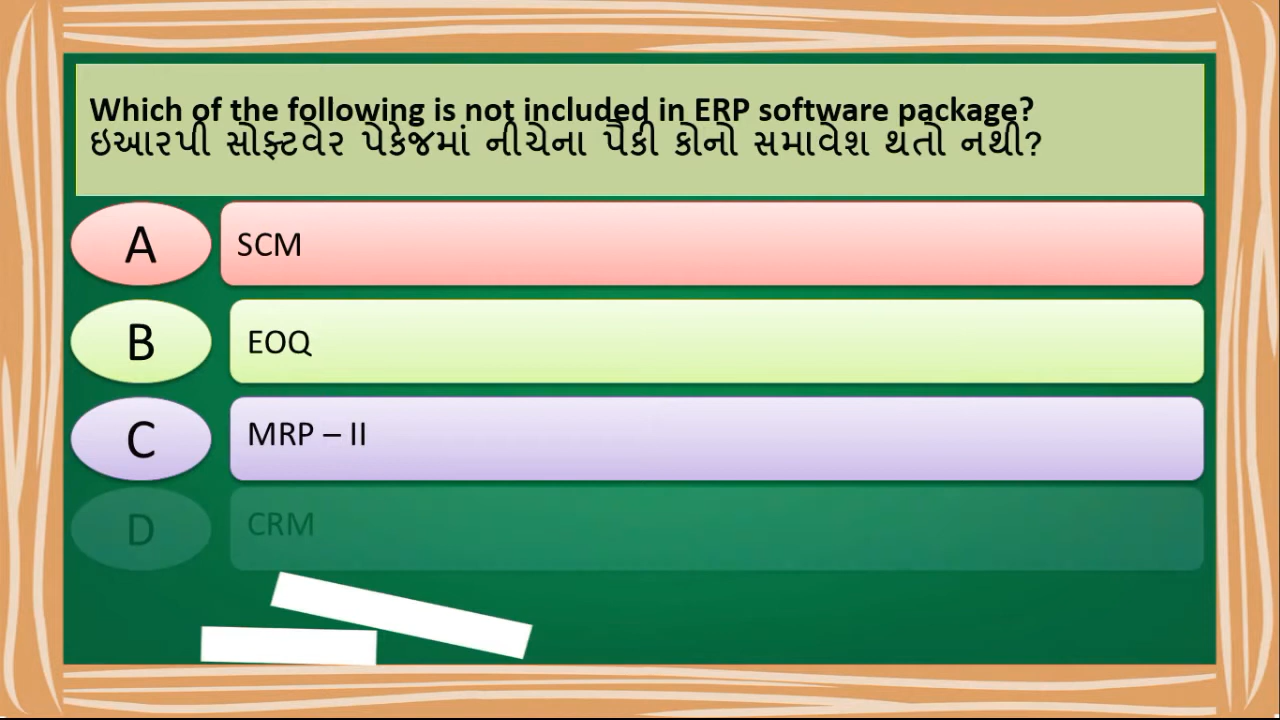 Which of the following is not included in ERP software package?
ઇઆરપી સોફ્ટવેર પેકેજમાં નીચેના પૈકી કોનો સમાવેશ થતો નથી?
A
SCM
B
EOQ
C
MRP – II
D
CRM